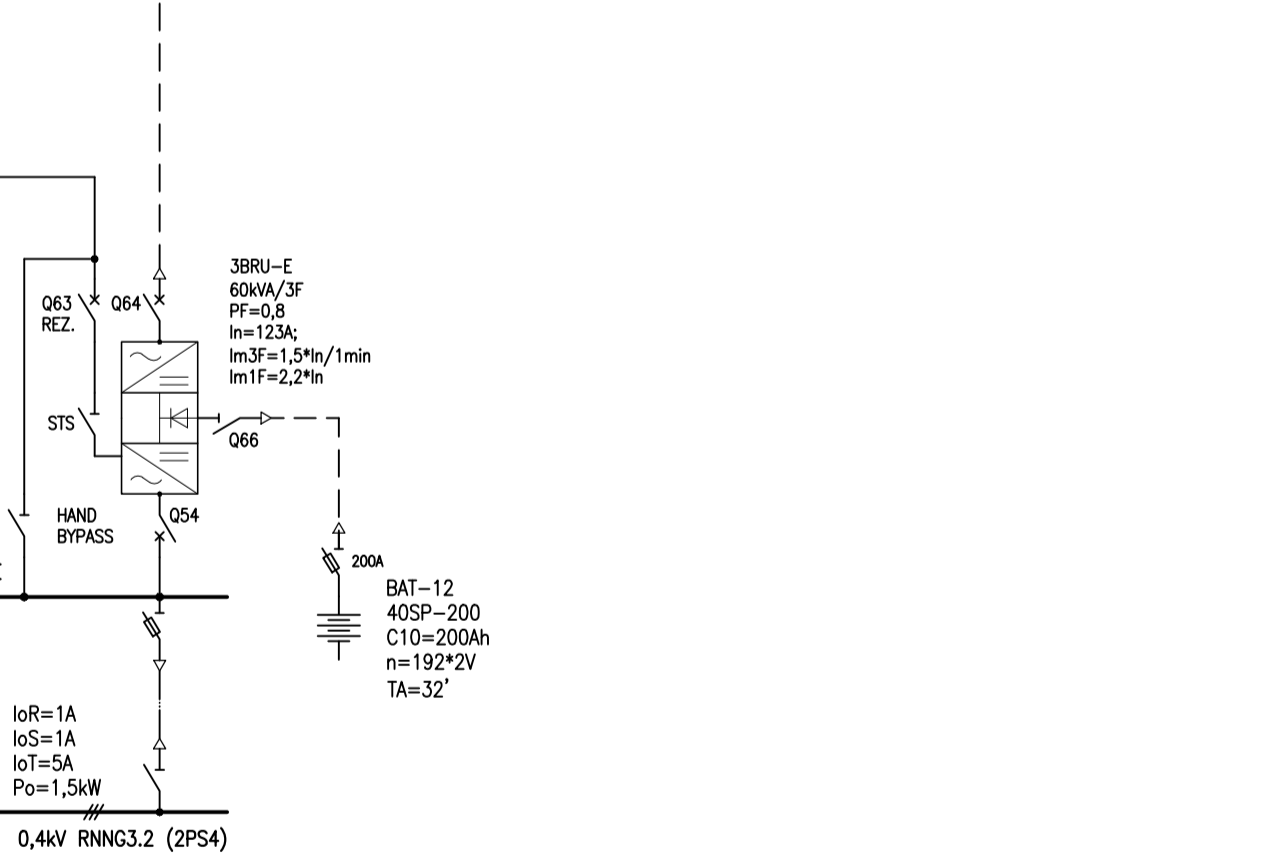 3BRU-E
60kVA/3F
PF=0,8
In=123A;
Im3F=1,5*In/1min
Im1F=2,2*In
Q63
REZ.
Q64
STS
Q66
HAND
BYPASS
Q54
200A
BAT-12
40SP-200
C10=200Ah
n=192*2V
TA=32'
IoR=1A
IoS=1A
IoT=5A
Po=1,5kW
0,4kV RNNG3.2 (2PS4)